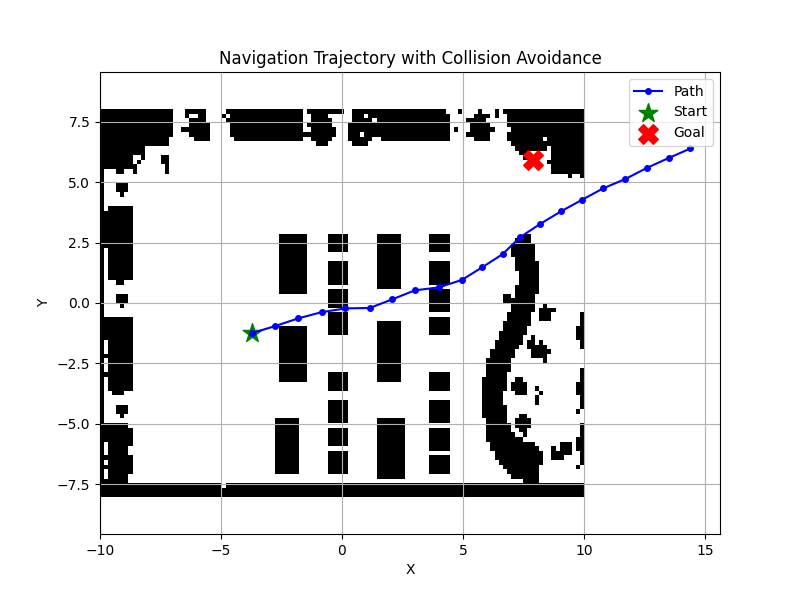 Navigation Trajectory with Collision Avoidance
Path
Start
Goal
7.5
5.0
2.5
0.0
−2.5
−5.0
−7.5
Y
−10
−5
0
5
10
15
X